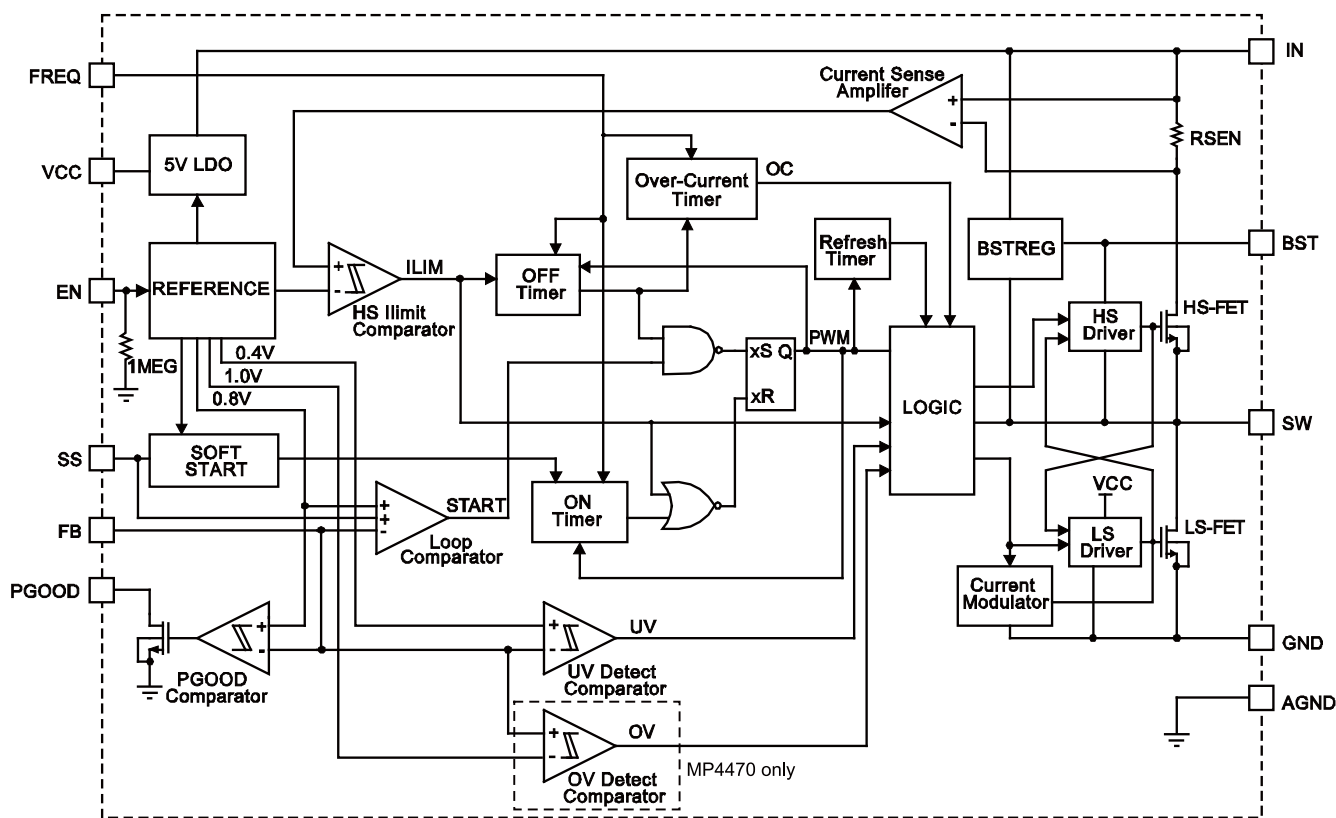 IN
FREQ
Current Sense
Amplifer
+
-
RSEN
5V LDO
VCC
Over-Current
Timer
OC
Refresh
Timer
BSTREG
BST
REFERENCE
EN
+
-
ILIM
HS Ilimit
Comparator
OFF
Timer
1MEG
0.4V
1.0V
0.8V
xS Q
xR
PWM
LOGIC
HS
Driver
HS-FET
SW
SS
SOFT
START
FB
+
+
-
START
Loop
Comparator
ON
Timer
VCC
LS
Driver
LS-FET
Current
Modulator
PGOOD
+
-
PGOOD
Comparator
+
-
UV
UV Detect
Comparator
GND
AGND
+
-
OV
OV Detect
Comparator
MP4470 only